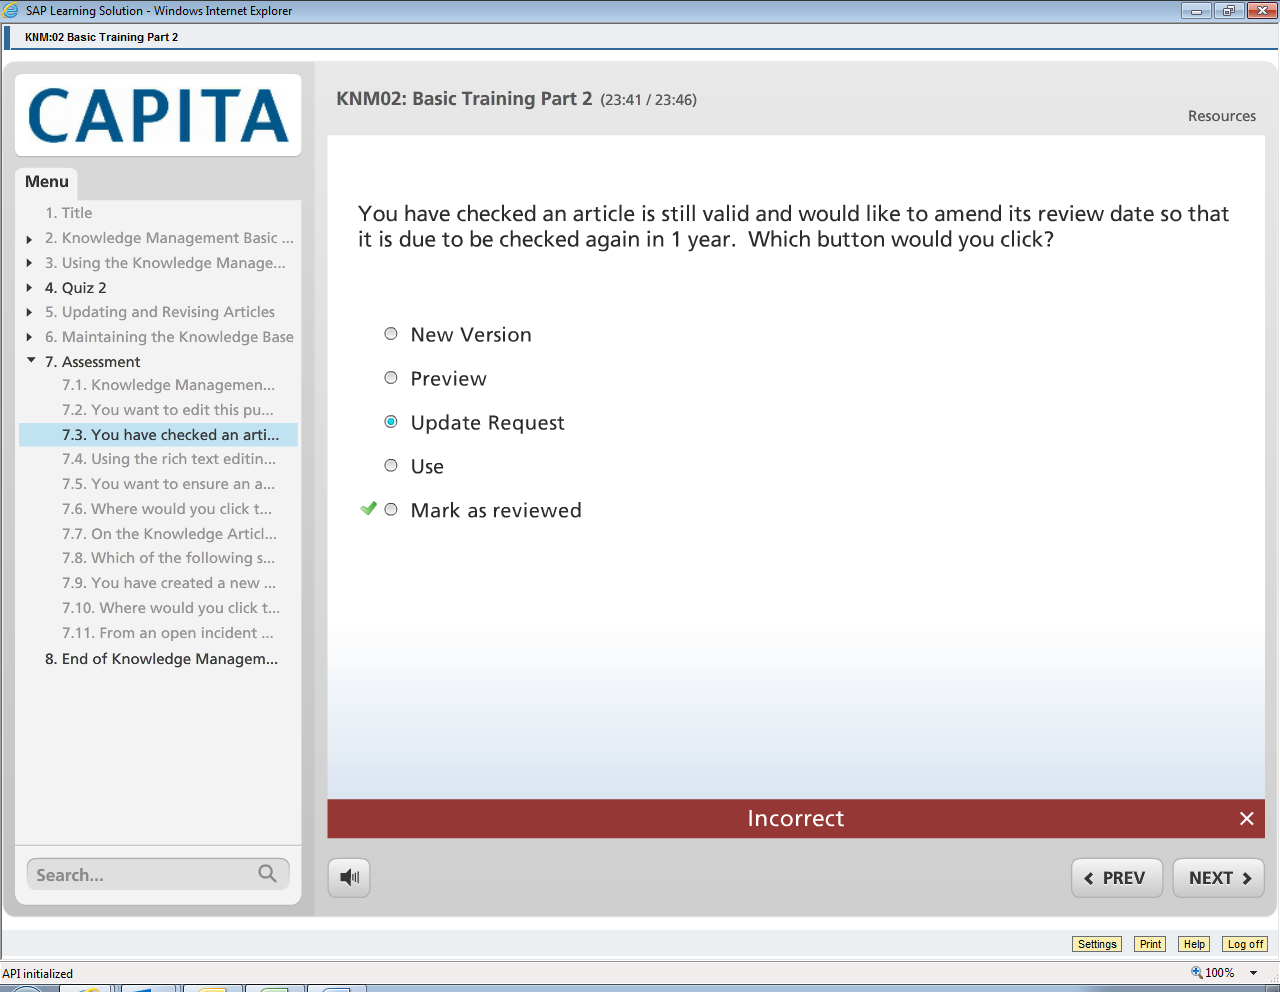 SAP Learning Solution - Windows Internet Explorer
KNM:02 Basic Training Part 2
CAPITA
KNM02: Basic Training Part 2 (23:41 / 23:46)
Resources
Menu
1. Title
2. Knowledge Management Basic ...
3. Using the Knowledge Manage...
4. Quiz 2
5. Updating and Revising Articles
6. Maintaining the Knowledge Base
7. Assessment
7.1. Knowledge Managemen...
7.2. You want to edit this pu...
7.3. You have checked an arti...
7.4. Using the rich text editin...
7.5. You want to ensure an a...
7.6. Where would you click t...
7.7. On the Knowledge Articl...
7.8. Which of the following s...
7.9. You have created a new ...
7.10. Where would you click t...
7.11. From an open incident ...
8. End of Knowledge Managem...
Search...
You have checked an article is still valid and would like to amend its review date so that
it is due to be checked again in 1 year.  Which button would you click?
New Version
Preview
Update Request
Use
Mark as reviewed
Incorrect
PREV
NEXT
Settings
Print
Help
Log off
API initialized
100%